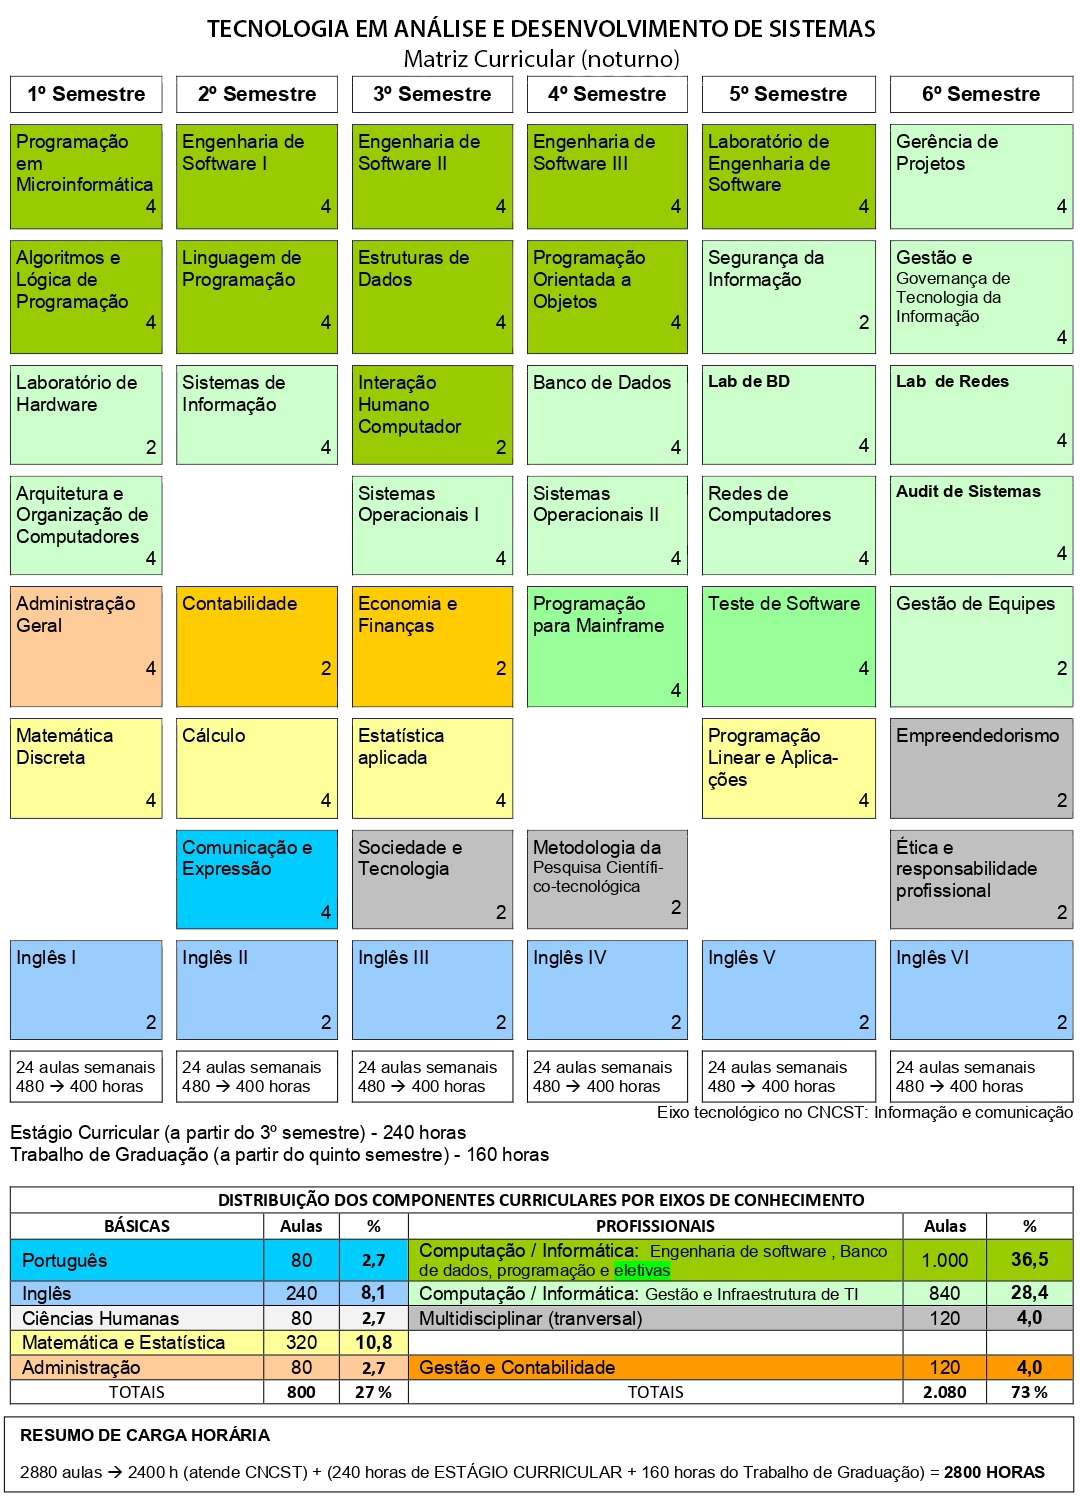 TECNOLOGIA EM ANÁLISE E DESENVOLVIMENTO DE SISTEMAS
Matriz Curricular (noturno)
1º Semestre
2º Semestre
3º Semestre
4º Semestre
5º Semestre
6º Semestre
Programação
em
Microinformática
4
Engenharia de
Software I
4
Engenharia de
Software II
4
Engenharia de
Software III
4
Laboratório de
Engenharia de
Software
4
Gerência de
Projetos
4
Algoritmos e
Lógica de
Programação
4
Linguagem de
Programação
4
Estruturas de
Dados
4
Programação
Orientada a
Objetos
4
Segurança da
Informação
2
Gestão e
Governança de
Tecnologia da
Informação
4
Laboratório de
Hardware
2
Sistemas de
Informação
4
Interação
Humano
Computador
2
Banco de Dados
4
Lab de BD
4
Lab de Redes
4
Arquitetura e
Organização de
Computadores
4
Sistemas
Operacionais I
4
Sistemas
Operacionais II
4
Redes de
Computadores
4
Audit de Sistemas
4
Administração
Geral
4
Contabilidade
2
Economia e
Finanças
2
Programação
para Mainframe
4
Teste de Software
4
Gestão de Equipes
2
Matemática
Discreta
4
Cálculo
4
Estatística
aplicada
4
Programação
Linear e Aplica-
ções
4
Empreendedorismo
2
Comunicação e
Expressão
4
Sociedade e
Tecnologia
2
Metodologia da
Pesquisa Científi-
co-tecnológica
2
Ética e
responsabilidade
profissional
2
Inglês I
2
Inglês II
2
Inglês III
2
Inglês IV
2
Inglês V
2
Inglês VI
2
24 aulas semanais
480 → 400 horas
24 aulas semanais
480 → 400 horas
24 aulas semanais
480 → 400 horas
24 aulas semanais
480 → 400 horas
24 aulas semanais
480 → 400 horas
24 aulas semanais
480 → 400 horas
Eixo tecnológico no CNCST: Informação e comunicação
Estágio Curricular (a partir do 3º semestre) - 240 horas
Trabalho de Graduação (a partir do quinto semestre) - 160 horas
DISTRIBUIÇÃO DOS COMPONENTES CURRICULARES POR EIXOS DE CONHECIMENTO
BÁSICAS Aulas % PROFISSIONAIS Aulas %
Português 80 2,7 Computação / Informática: Engenharia de software , Banco
de dados, programação e eletivas 1.000 36,5
Inglês 240 8,1 Computação / Informática: Gestão e Infraestrutura de TI 840 28,4
Ciências Humanas 80 2,7 Multidisciplinar (tranversal) 120 4,0
Matemática e Estatística 320 10,8
Administração 80 2,7 Gestão e Contabilidade 120 4,0
TOTAIS 800 27 % TOTAIS 2.080 73 %
RESUMO DE CARGA HORÁRIA
2880 aulas → 2400 h (atende CNCST) + (240 horas de ESTÁGIO CURRICULAR + 160 horas do Trabalho de Graduação) = 2800 HORAS